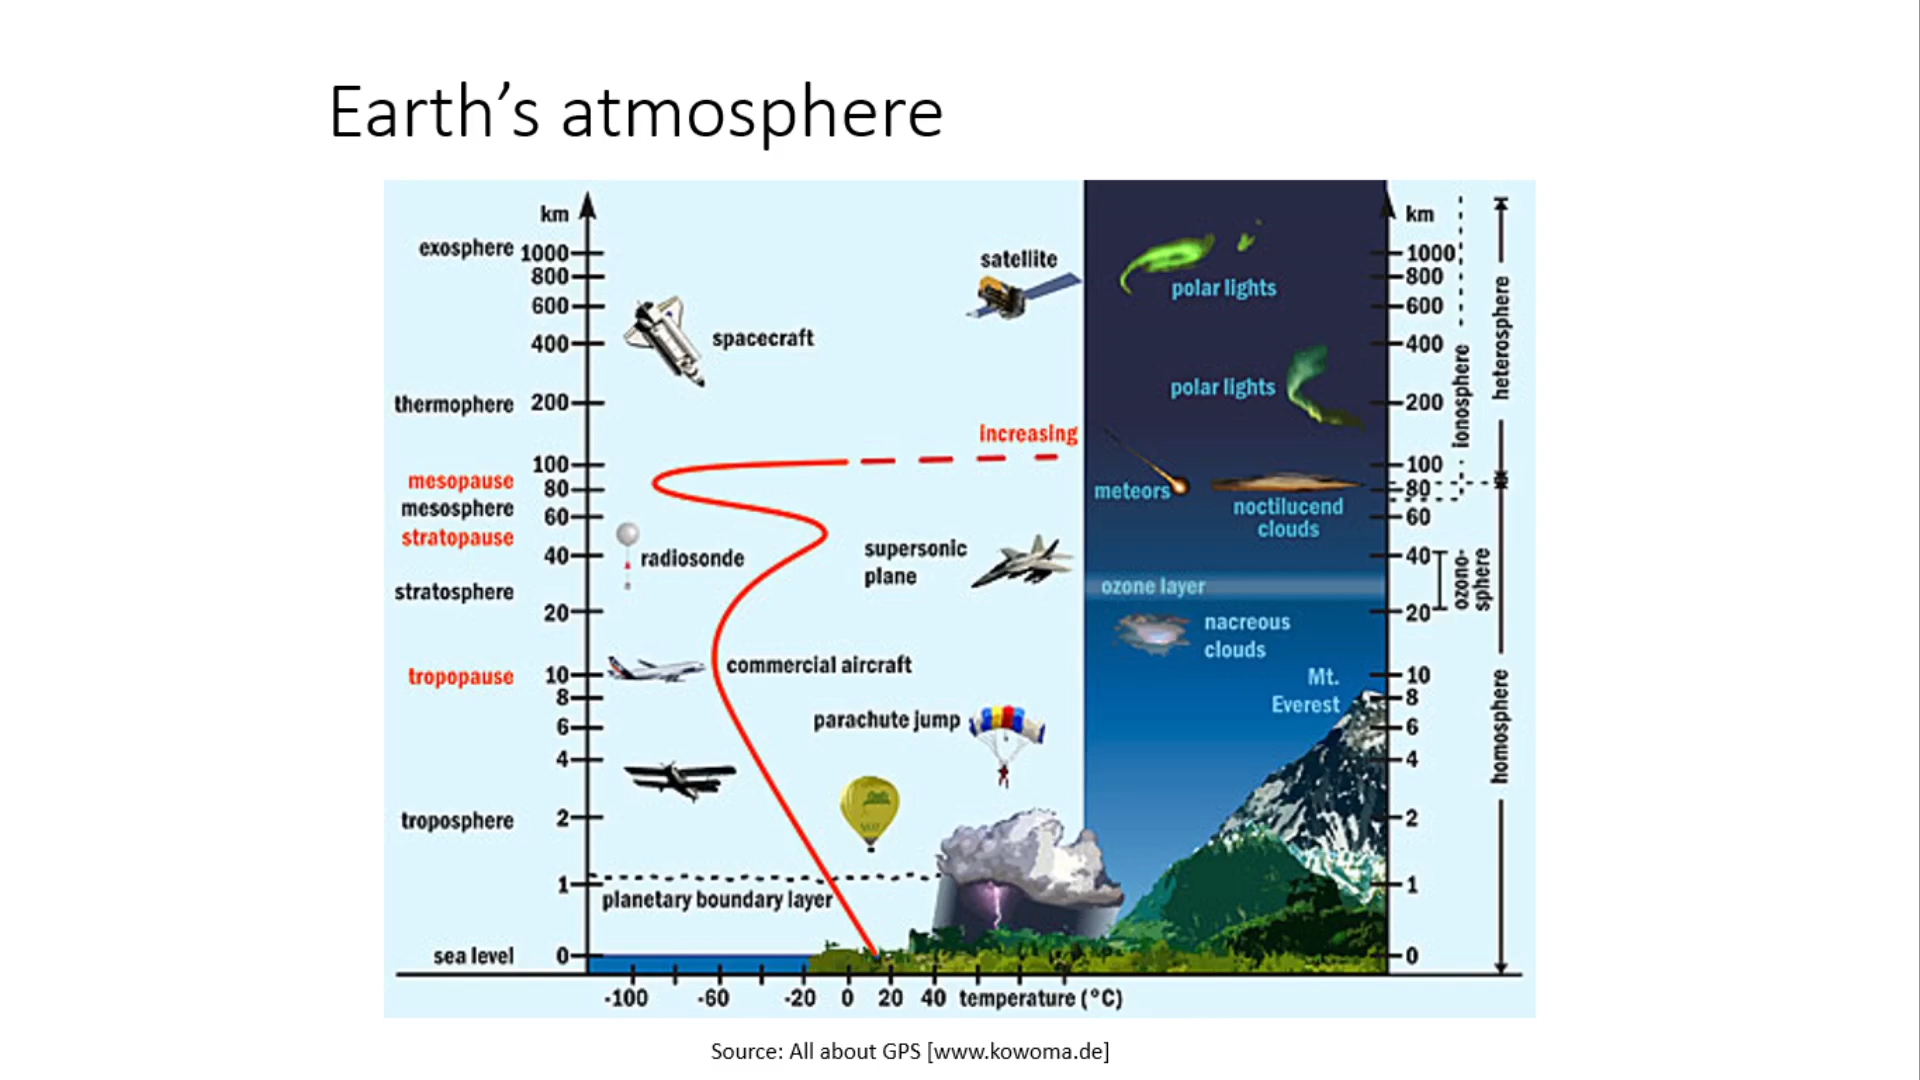 Earth's atmosphere
km
exosphere
1000
800
600
400
thermophere
200
100
mesopause
80
mesosphere
60
stratopause
40
stratosphere
20
tropopause
10
8
6
4
troposphere
2
1
sea level
0
satellite
spacecraft
increasing
radiosonde
supersonic
plane
commercial aircraft
parachute jump
planetary boundary layer
-100
-60
-20
0
20
40
temperature (°C)
polar lights
polar lights
meteors
noctilucend
clouds
ozone layer
nacreous
clouds
Mt.
Everest
km
1000
800
600
400
200
100
80
60
40
20
10
8
6
4
2
1
0
ionosphere
ozono-
sphere
heterosphere
homosphere
Source: All about GPS [www.kowoma.de]